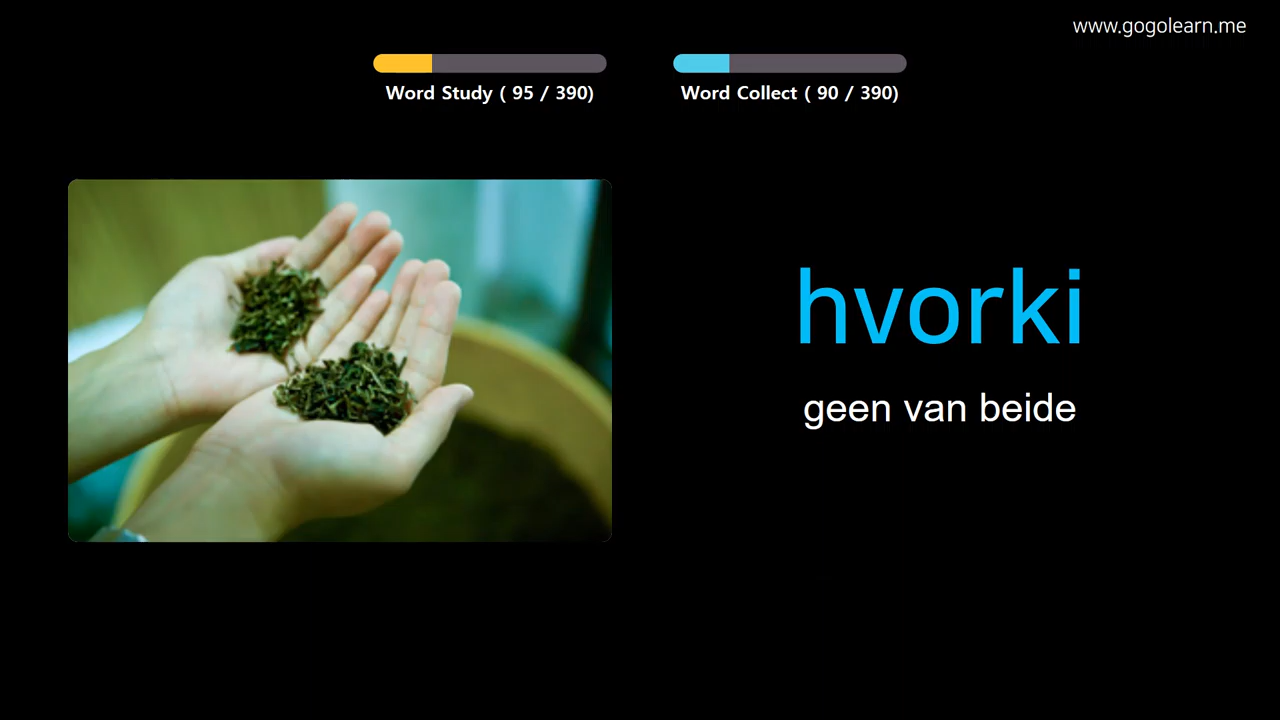 www.gogolearn.me
Word Study ( 95 / 390)
Word Collect ( 90 / 390)
hvorki
geen van beide